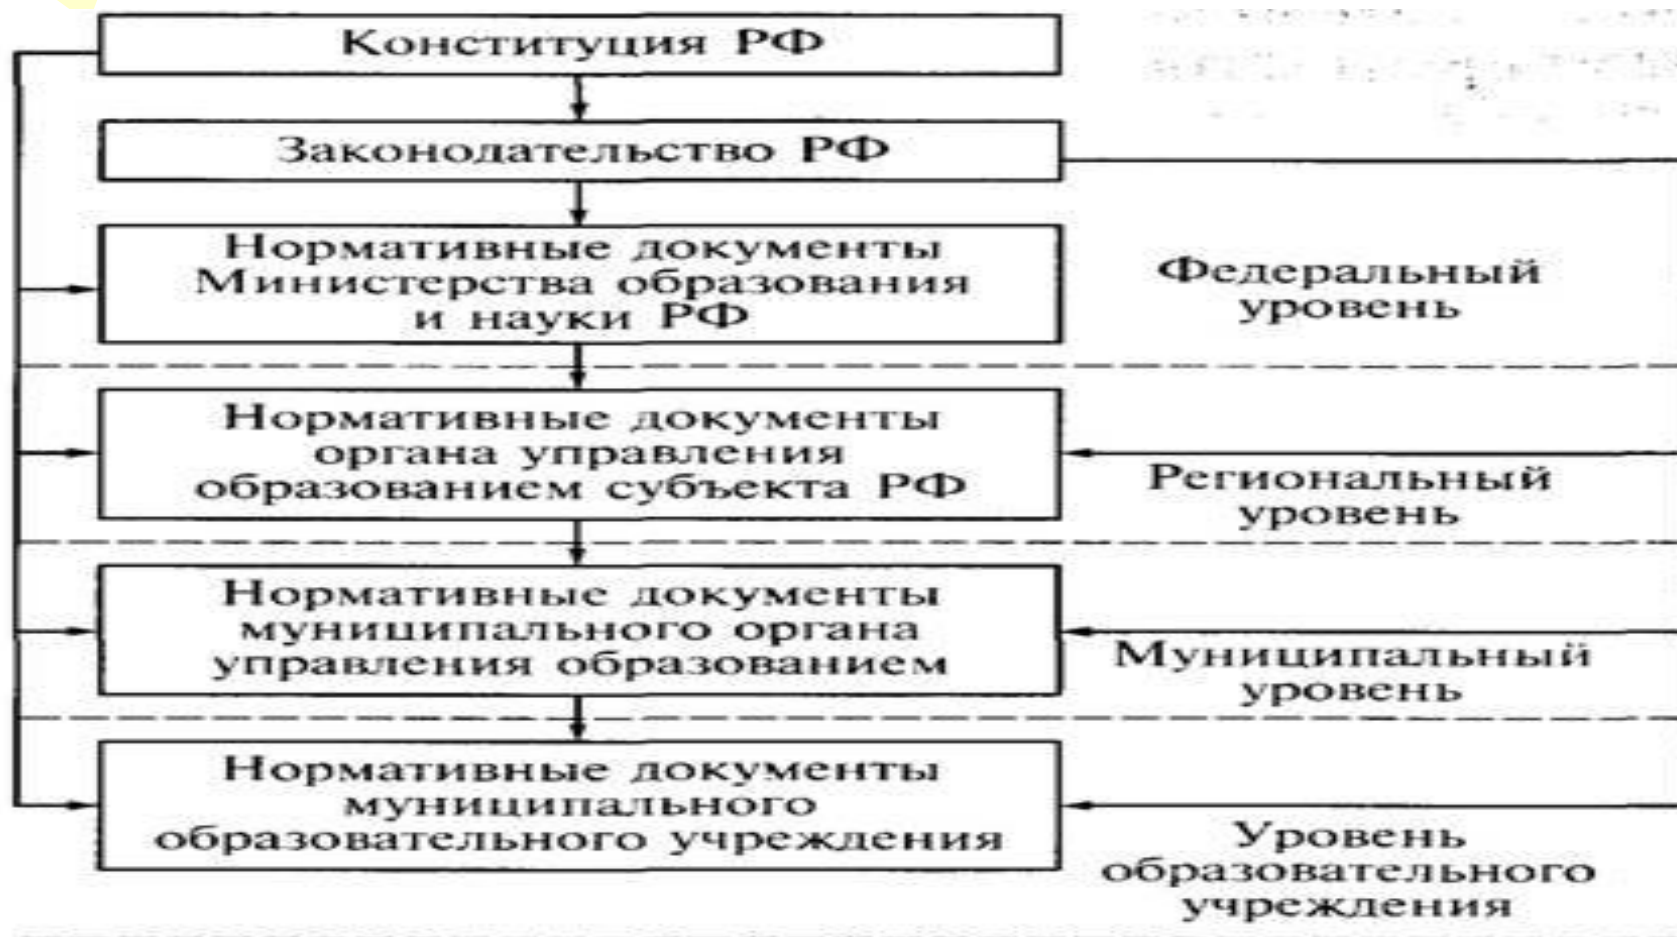 Конституция РФ
Законодательство РФ
Нормативные документы
Министерства образования
и науки РФ
Федеральный
уровень
Нормативные документы
органа управления
образованием субъекта РФ
Региональный
уровень
Нормативные документы
муниципального органа
управления образованием
Муниципальный
уровень
Нормативные документы
муниципального
образовательного учреждения
Уровень
образовательного
учреждения